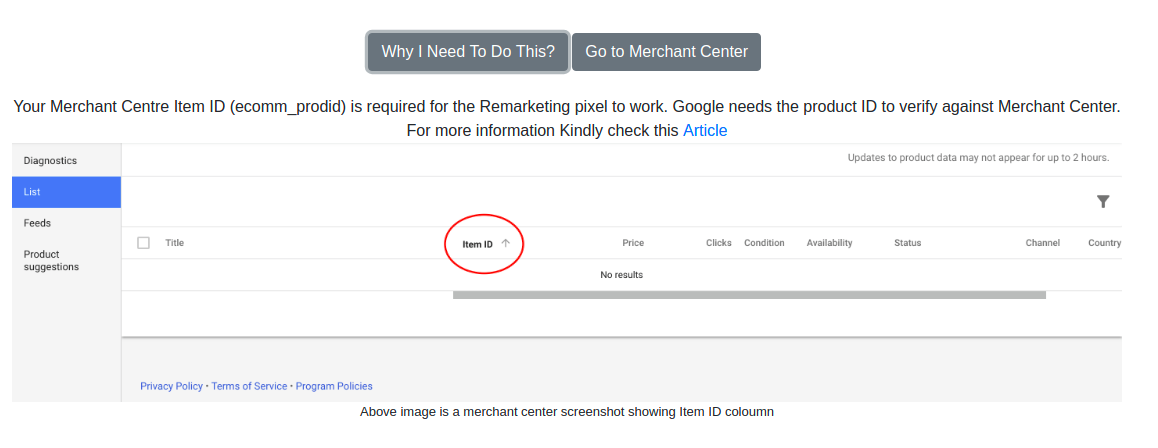 Why I Need To Do This? Go to Merchant Center
Your Merchant Centre Item ID (ecomm_prodid) is required for the Remarketing pixel to work. Google needs the product ID to verify against Merchant Center.
For more information Kindly check this Article
Diagnostics
Updates to product data may not appear for up to 2 hours.
List
Feeds
Product
suggestions
Title Item ID ↑ Price Clicks Condition Availability Status Channel Country
No results
Privacy Policy • Terms of Service • Program Policies
Above image is a merchant center screenshot showing Item ID coloumn